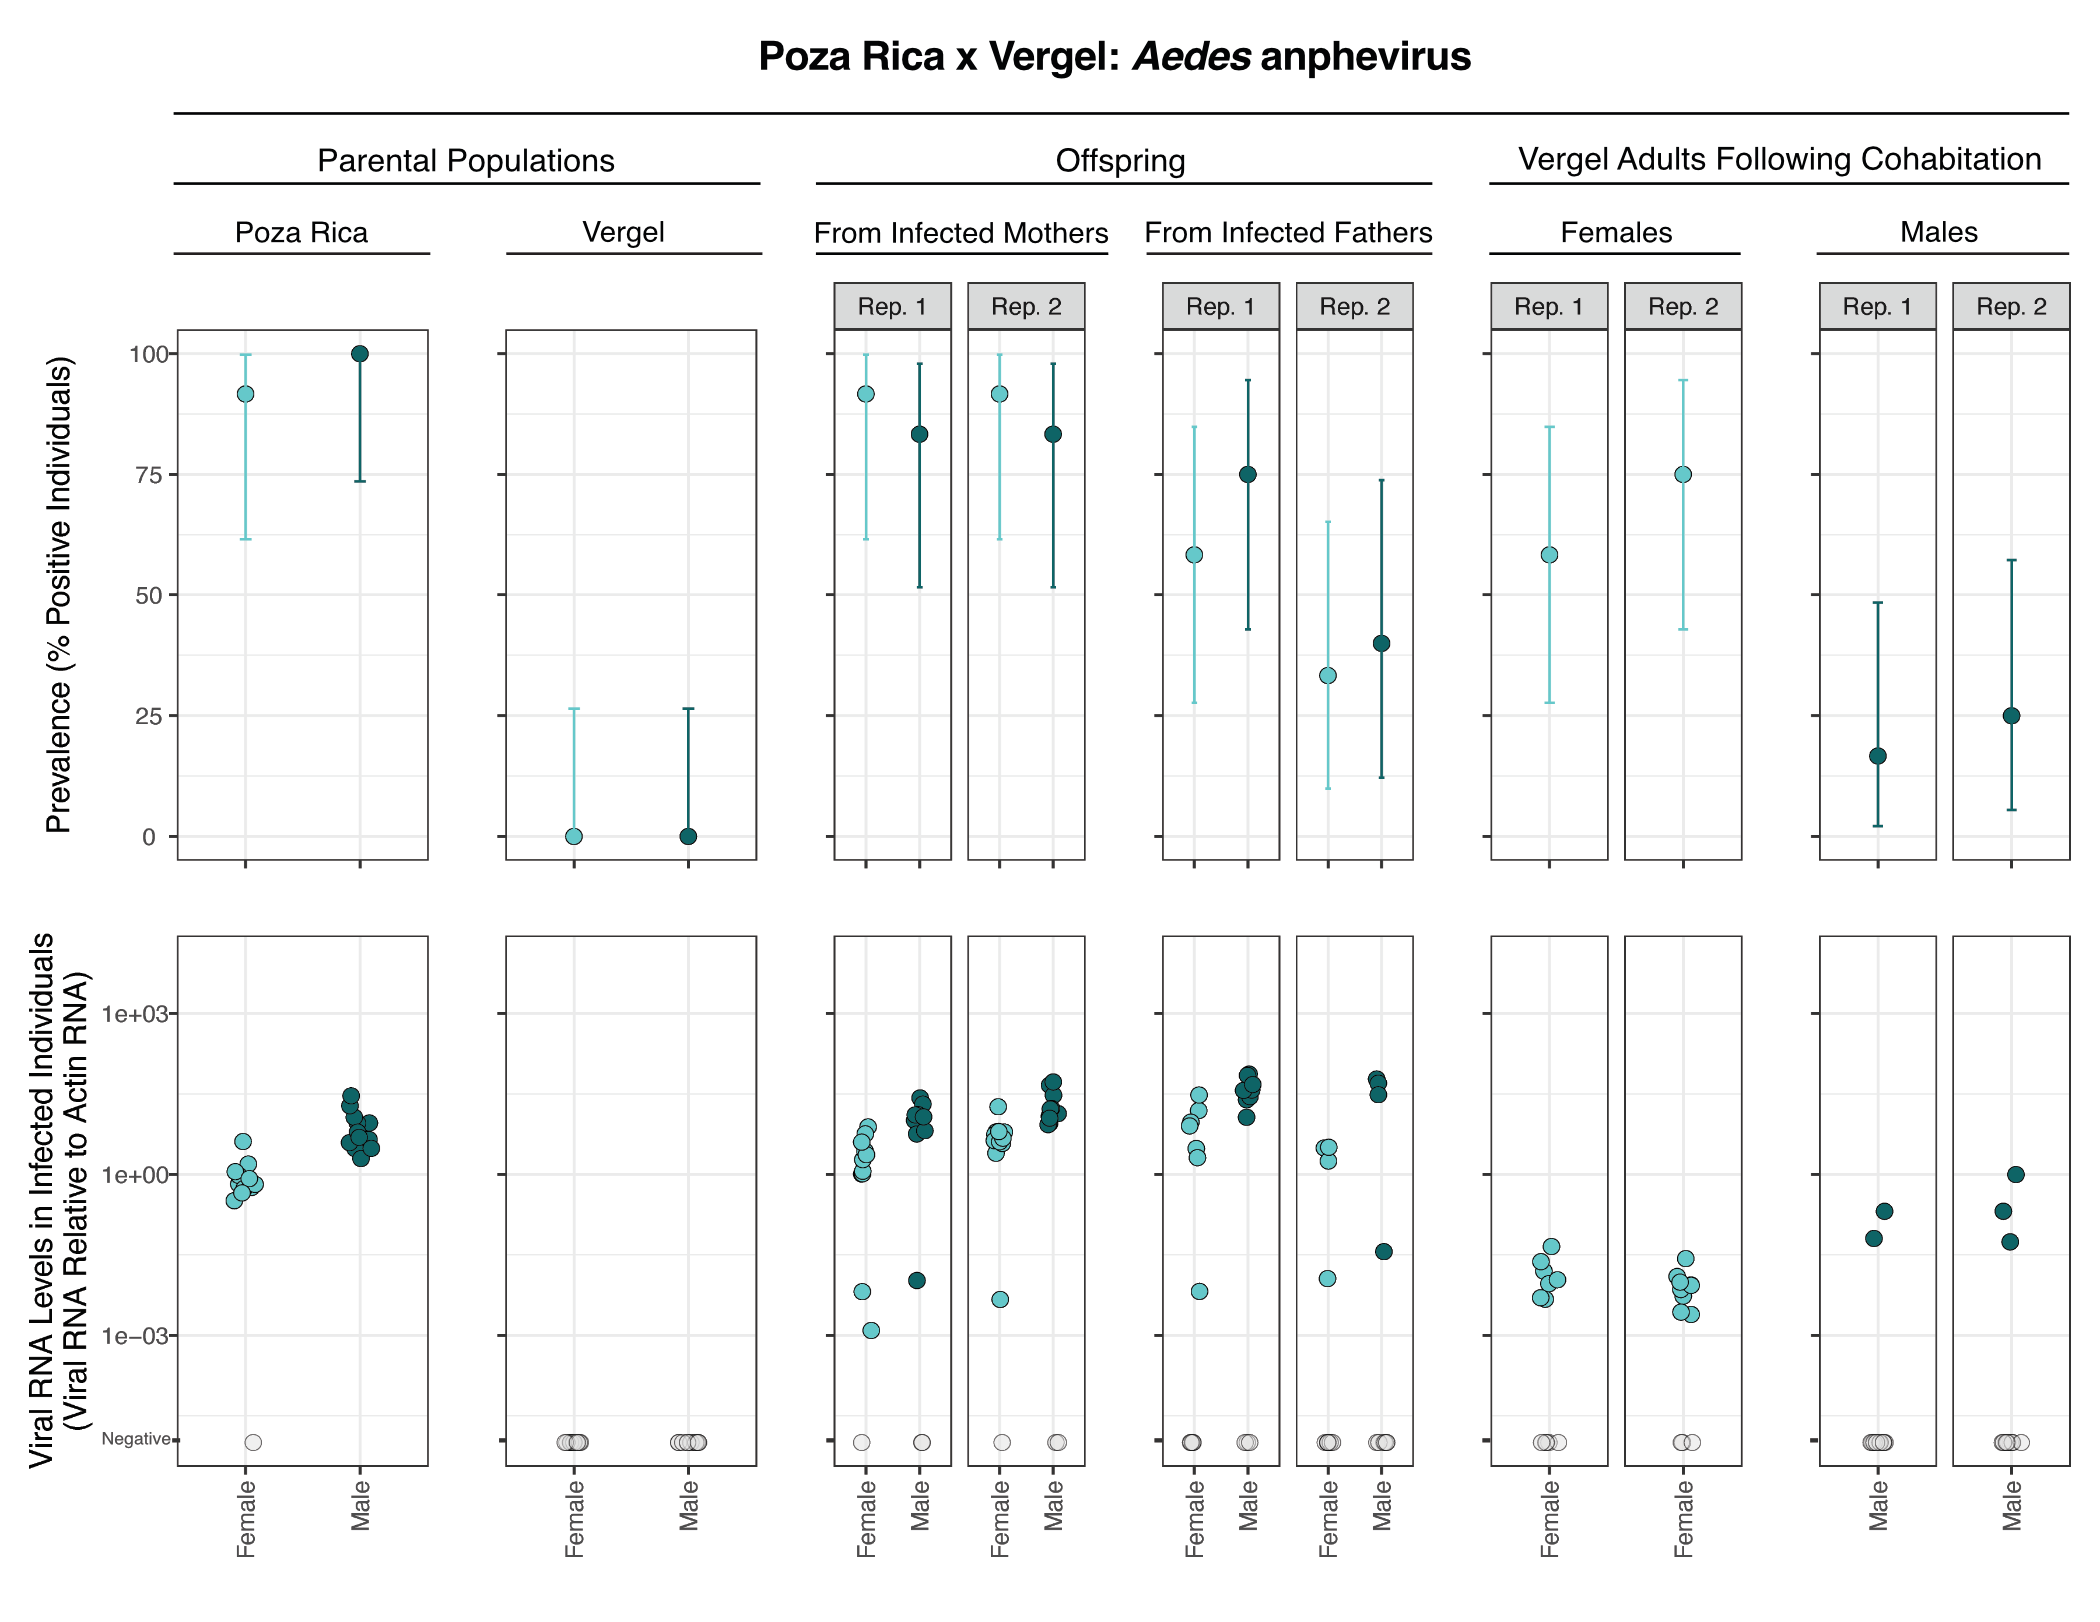 Poza Rica x Vergel: Aedes anphevirus
Parental Populations
Offspring
Vergel Adults Following Cohabitation
Poza Rica
Vergel
From Infected Mothers
From Infected Fathers
Females
Males
Rep. 1
Rep. 2
Rep. 1
Rep. 2
Rep. 1
Rep. 2
Rep. 1
Rep. 2
Prevalence (% Positive Individuals)
100
75
50
25
0
Viral RNA Levels in Infected Individuals
(Viral RNA Relative to Actin RNA)
1e+03
1e+00
1e−03
Negative
Female
Male
Female
Male
Female
Male
Female
Male
Female
Male
Female
Male
Female
Female
Male
Male